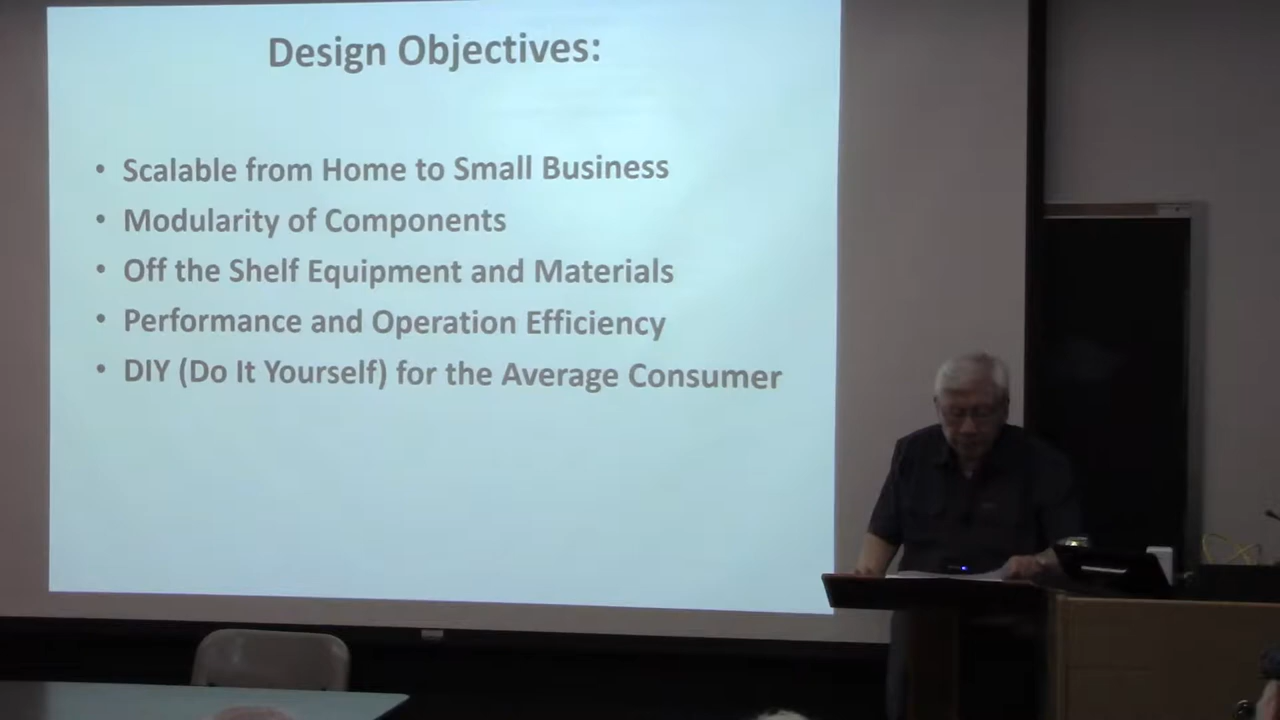 Design Objectives:
• Scalable from Home to Small Business
• Modularity of Components
• Off the Shelf Equipment and Materials
• Performance and Operation Efficiency
• DIY (Do It Yourself) for the Average Consumer